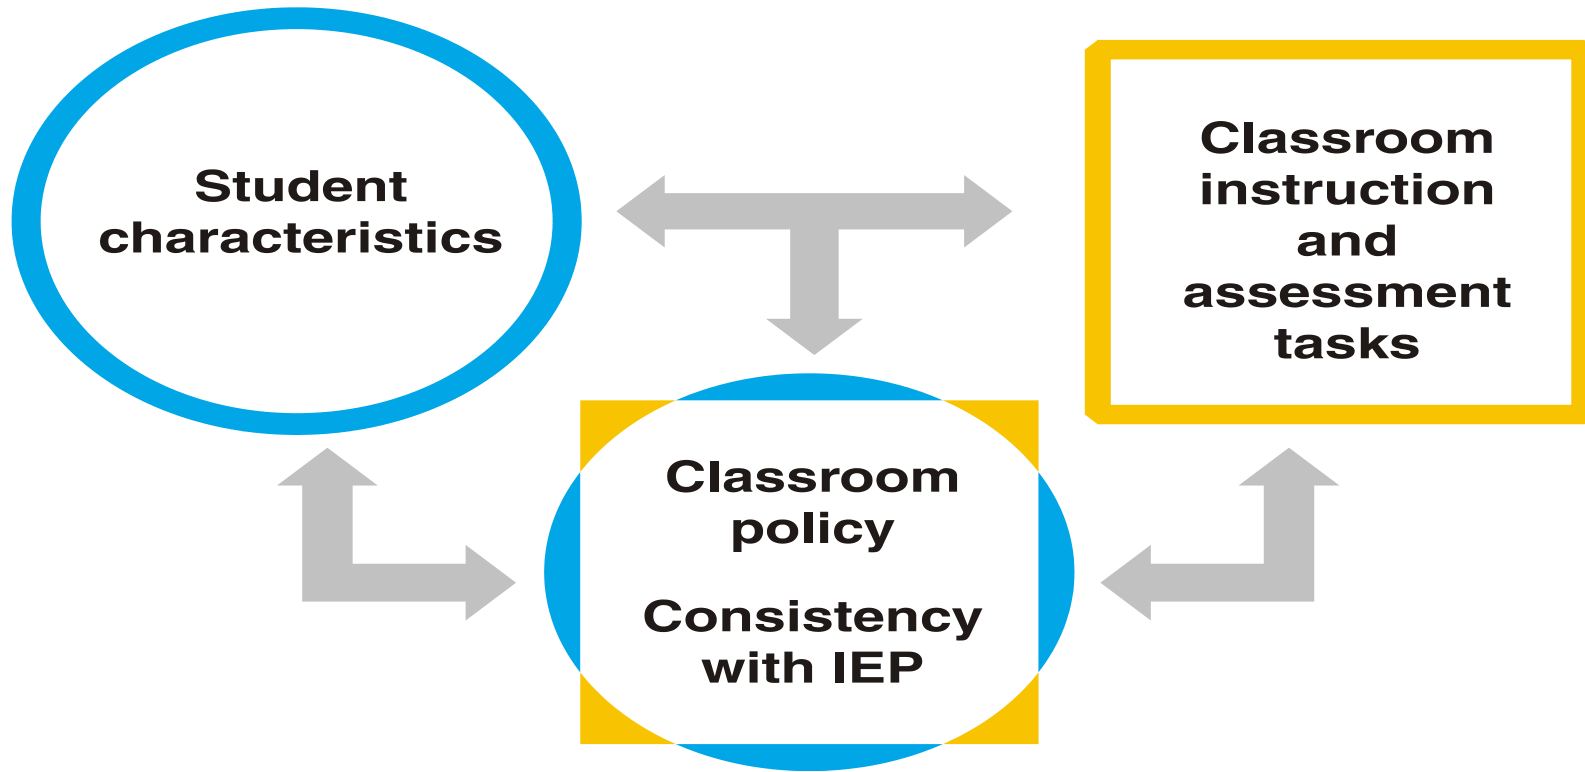 Student
characteristics
Classroom
instruction
and
assessment
tasks
Classroom
policy
Consistency
with IEP